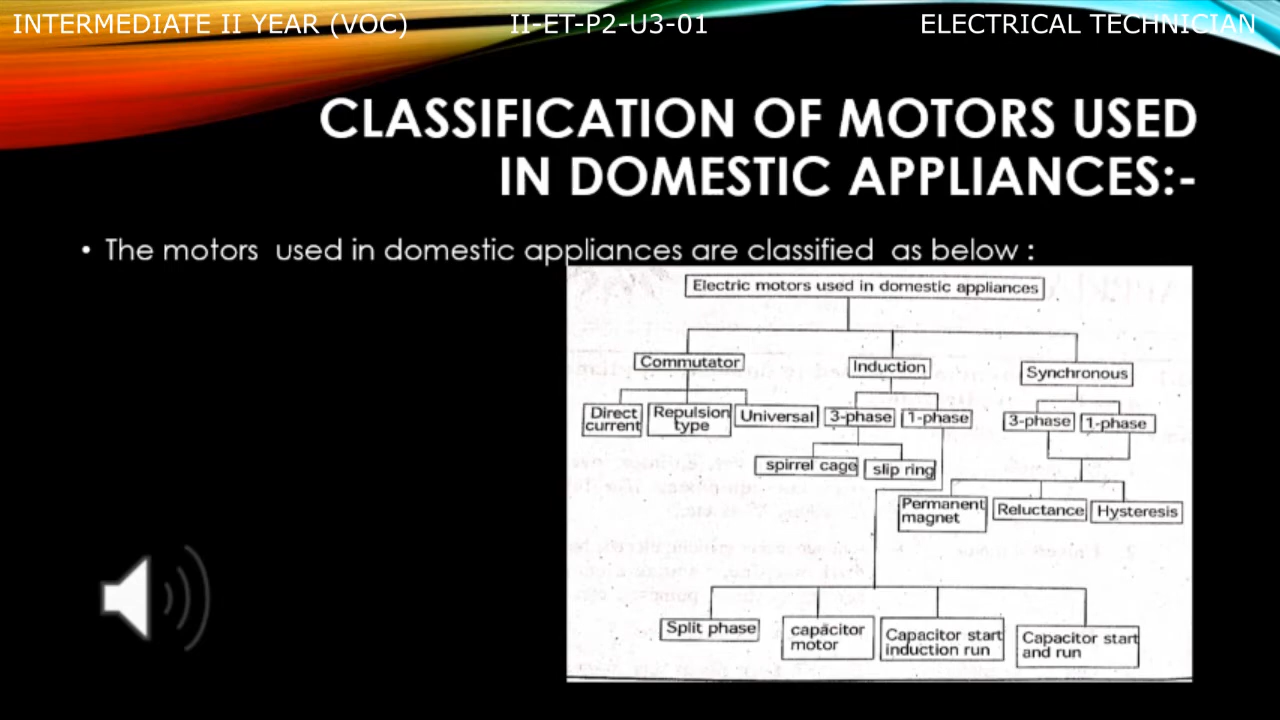 INTERMEDIATE II YEAR (VOC) II-ET-P2-U3-01 ELECTRICAL TECHNICIAN
CLASSIFICATION OF MOTORS USED
IN DOMESTIC APPLIANCES:-
• The motors used in domestic appliances are classified as below :
Electric motors used in domestic appliances
Commutator
Induction
Synchronous
Direct
current
Repulsion
type
Universal
3-phase
1-phase
3-phase
1-phase
spirrel cage
slip ring
Permanent
magnet
Reluctance
Hysteresis
Split phase
capacitor
motor
Capacitor start
induction run
Capacitor start
and run